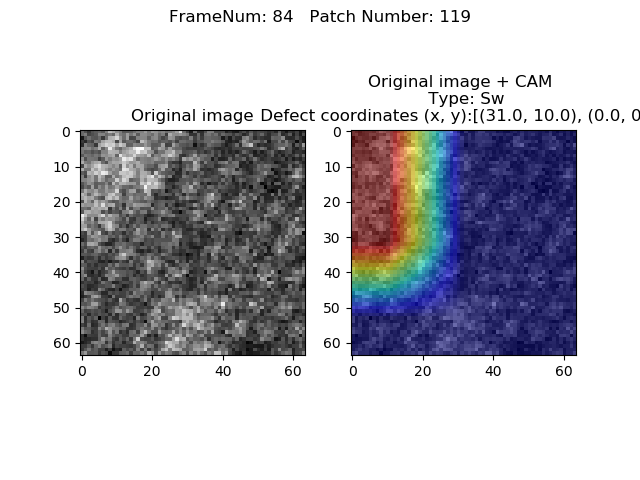 FrameNum: 84   Patch Number: 119
Original image + CAM
Type: Sw
Original image Defect coordinates (x, y):[(31.0, 10.0), (0.0, 0
0
10
20
30
40
50
60
0 20 40 60
0
10
20
30
40
50
60
0 20 40 60